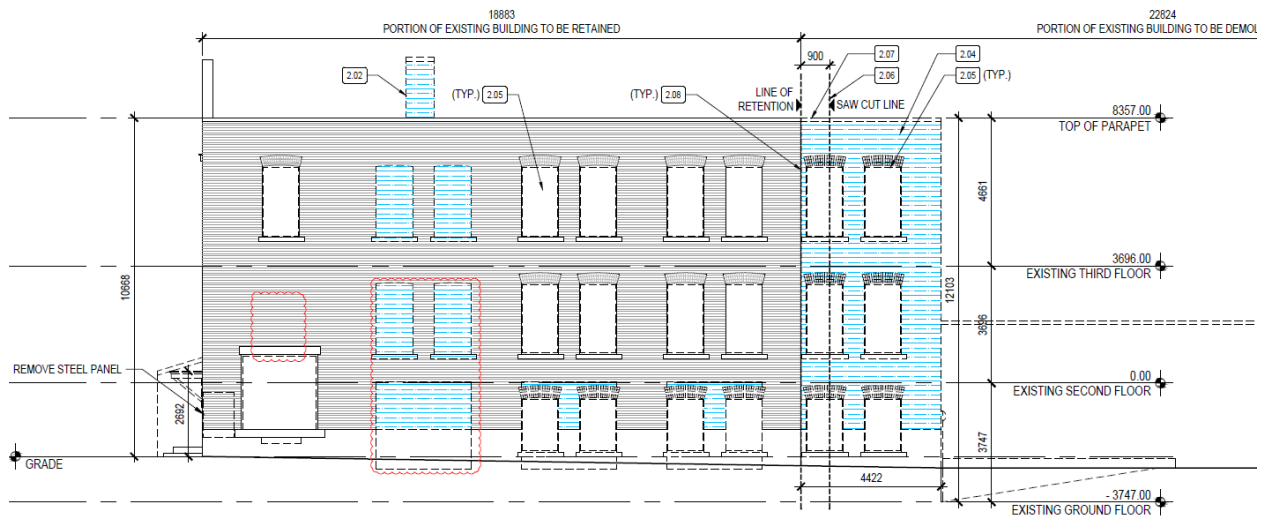 18883
PORTION OF EXISTING BUILDING TO BE RETAINED
22824
PORTION OF EXISTING BUILDING TO BE DEMOL
900
2.07
2.04
2.02
(TYP.) 2.05
(TYP.) 2.08
2.06
2.05 (TYP.)
LINE OF
RETENTION
SAW CUT LINE
8357.00
TOP OF PARAPET
4661
3696.00
EXISTING THIRD FLOOR
10668
12103
3696
REMOVE STEEL PANEL
0.00
EXISTING SECOND FLOOR
2692
3747
GRADE
4422
- 3747.00
EXISTING GROUND FLOOR